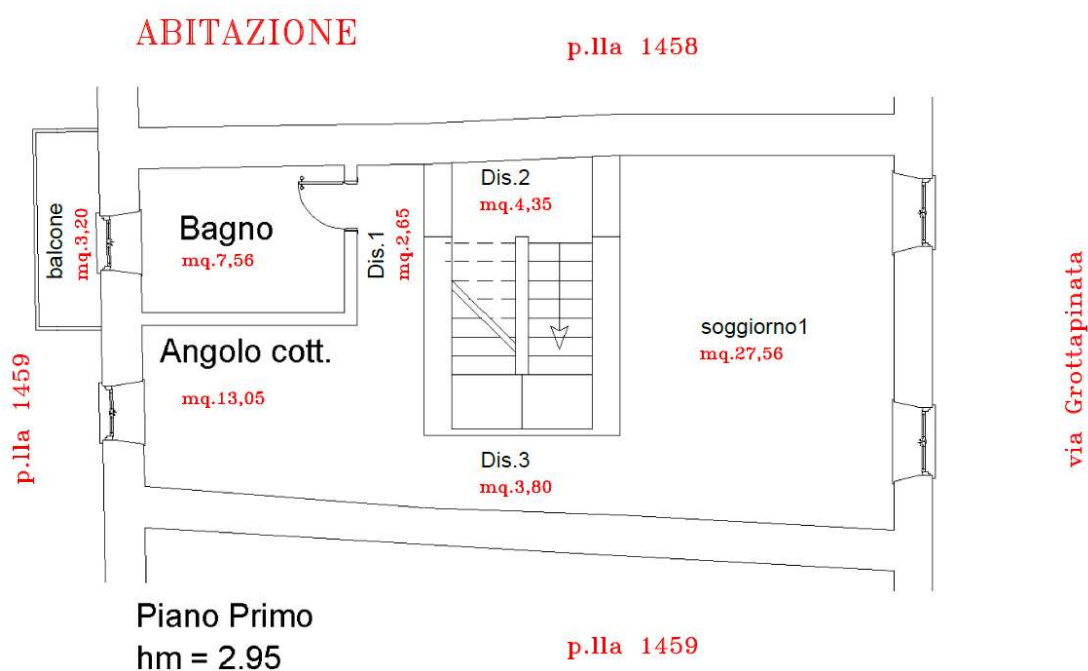 ABITAZIONE
p.lla 1458
balcone
mq.3,20
Bagno
mq.7,56
Dis.1
mq.2,65
Dis.2
mq.4,35
soggiorno1
mq.27,56
Angolo cott.
mq.13,05
Dis.3
mq.3,80
p.lla 1459
via Grottapinata
Piano Primo
hm = 2.95
p.lla 1459